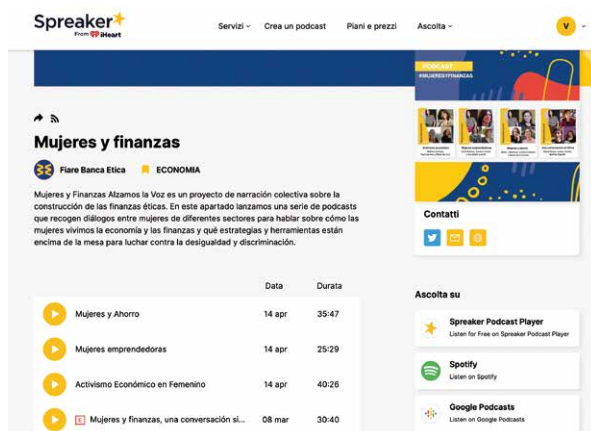 Spreaker
From iHeart
Servizi
Crea un podcast
Piani e prezzi
Ascolta
V
PODCAST
#MUJERESYFINANZAS
Mujeres y finanzas
Fiare Banca Etica
ECONOMIA
Mujeres y Finanzas Alzamos la Voz es un proyecto de narración colectiva sobre la
construcción de las finanzas éticas. En este apartado lanzamos una serie de podcasts
que recogen diálogos entre mujeres de diferentes sectores para hablar sobre cómo las
mujeres vivimos la economía y las finanzas y qué estrategias y herramientas están
encima de la mesa para luchar contra la desigualdad y discriminación.
Data Durata
Mujeres y Ahorro 14 apr 35:47
Mujeres emprendedoras 14 apr 25:29
Activismo Económico en Femenino 14 apr 40:26
E Mujeres y finanzas, una conversación si... 08 mar 30:40
Contatti
Ascolta su
Spreaker Podcast Player
Listen for Free on Spreaker Podcast Player
Spotify
Listen on Spotify
Google Podcasts
Listen on Google Podcasts